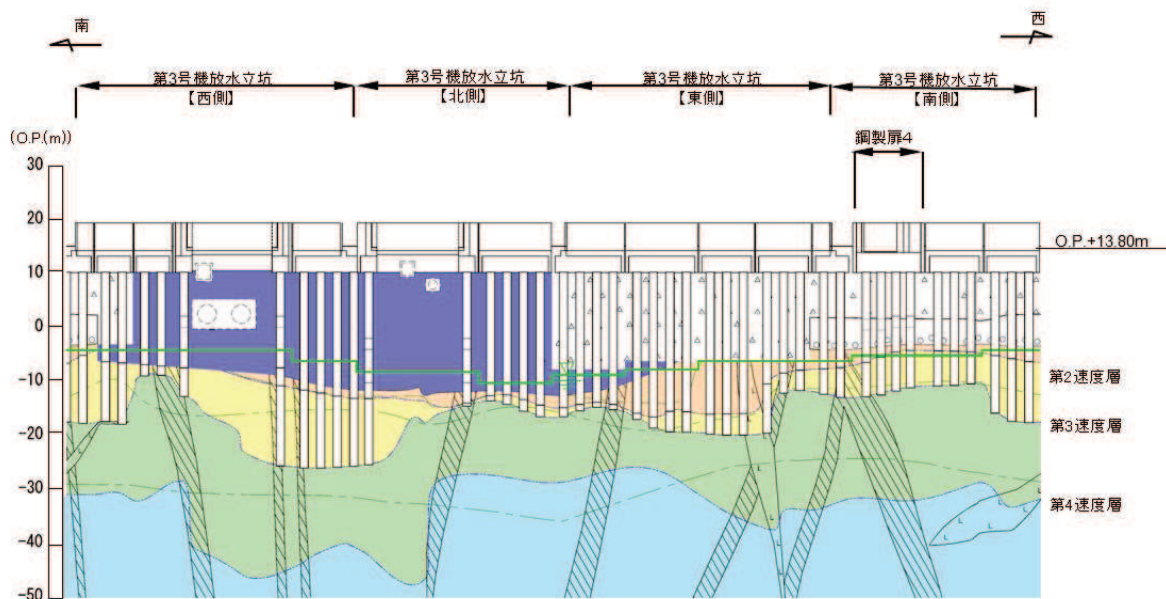 南
西
第3号機放水立坑
【西側】
第3号機放水立坑
【北側】
第3号機放水立坑
【東側】
第3号機放水立坑
【南側】
(O.P.(m))
鋼製扉4
30
20
O.P.+13.80m
10
0
-10
第2速度層
第3速度層
-20
-30
第4速度層
-40
-50